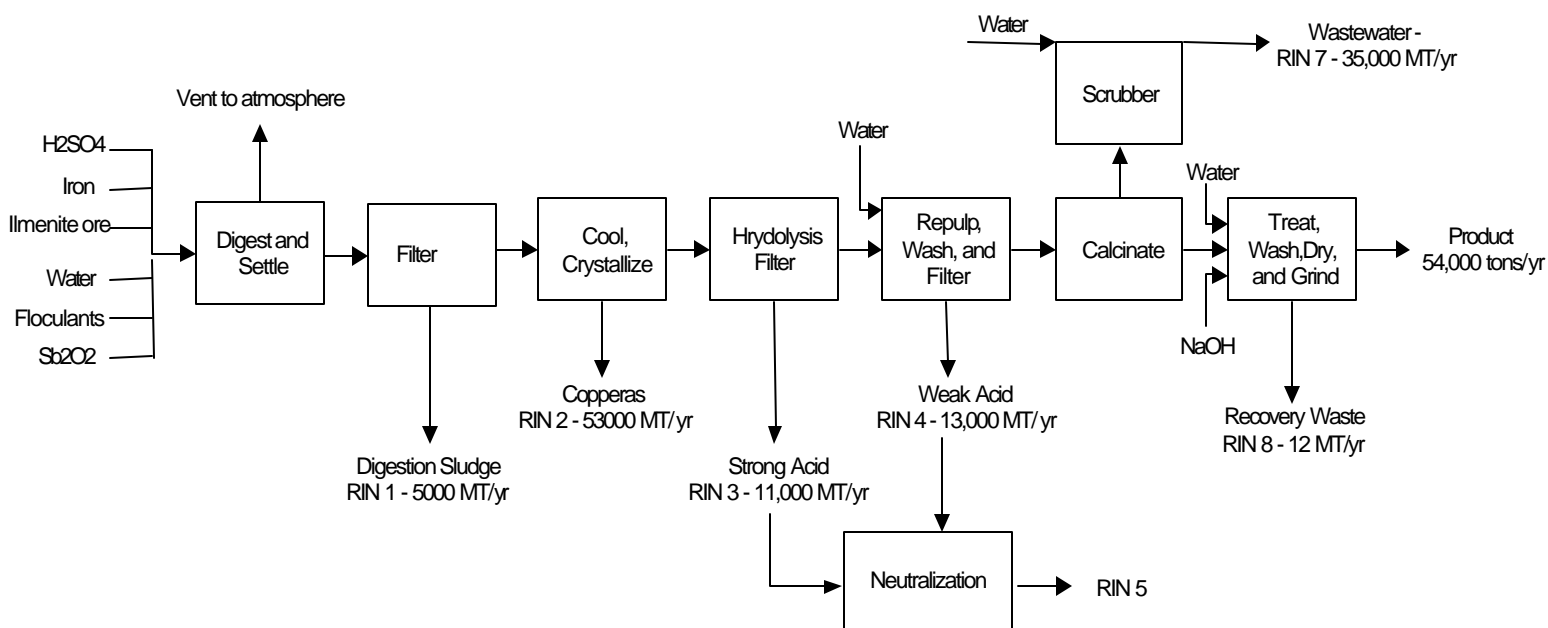 Water
Wastewater -
RIN 7 - 35,000 MT/yr
Scrubber
Vent to atmosphere
H2SO4
Iron
Ilmenite ore
Water
Floculants
Sb2O2
Digest and
Settle
Filter
Cool,
Crystallize
Hrydolysis
Filter
Water
Repulp,
Wash, and
Filter
Calcinate
Water
Treat,
Wash,Dry,
and Grind
NaOH
Product
54,000 tons/yr
Digestion Sludge
RIN 1 - 5000 MT/yr
Copperas
RIN 2 - 53000 MT/yr
Strong Acid
RIN 3 - 11,000 MT/yr
Weak Acid
RIN 4 - 13,000 MT/yr
Recovery Waste
RIN 8 - 12 MT/yr
Neutralization
RIN 5